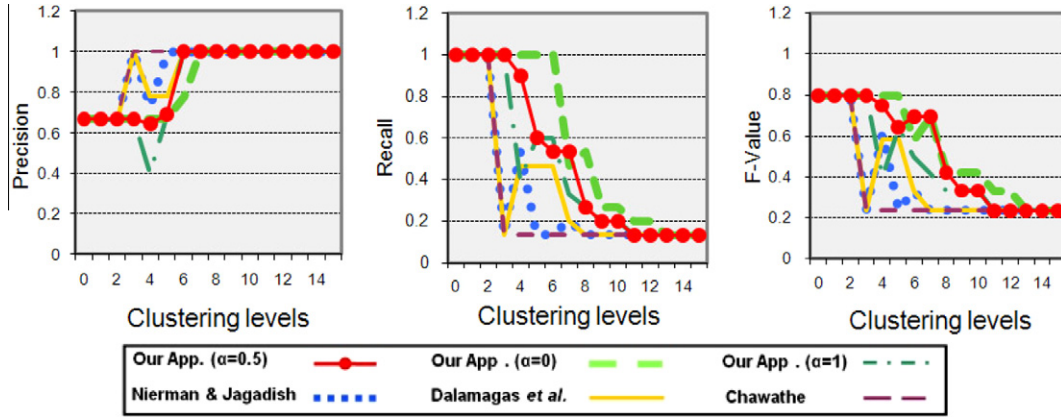 1.2
1
0.8
0.6
0.4
0.2
0
Precision
0 2 4 6 8 10 12 14
Clustering levels
1.2
1
0.8
0.6
0.4
0.2
0
Recall
0 2 4 6 8 10 12 14
Clustering levels
1.2
1
0.8
0.6
0.4
0.2
0
F-Value
0 2 4 6 8 10 12 14
Clustering levels
Our App. (α=0.5) Our App . (α=0) Our App . (α=1)
Nierman & Jagadish Dalamagas et al. Chawathe